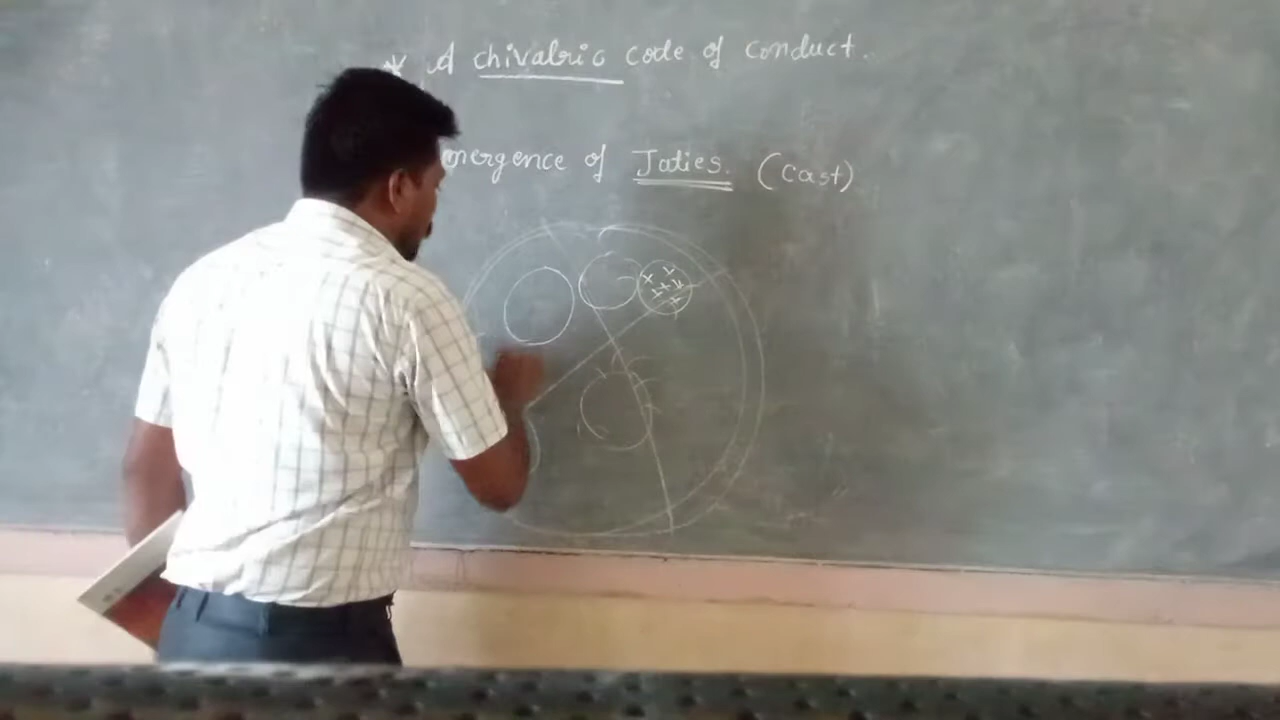 * A chivalric code of conduct.
mergence of Jaties. (Cast)